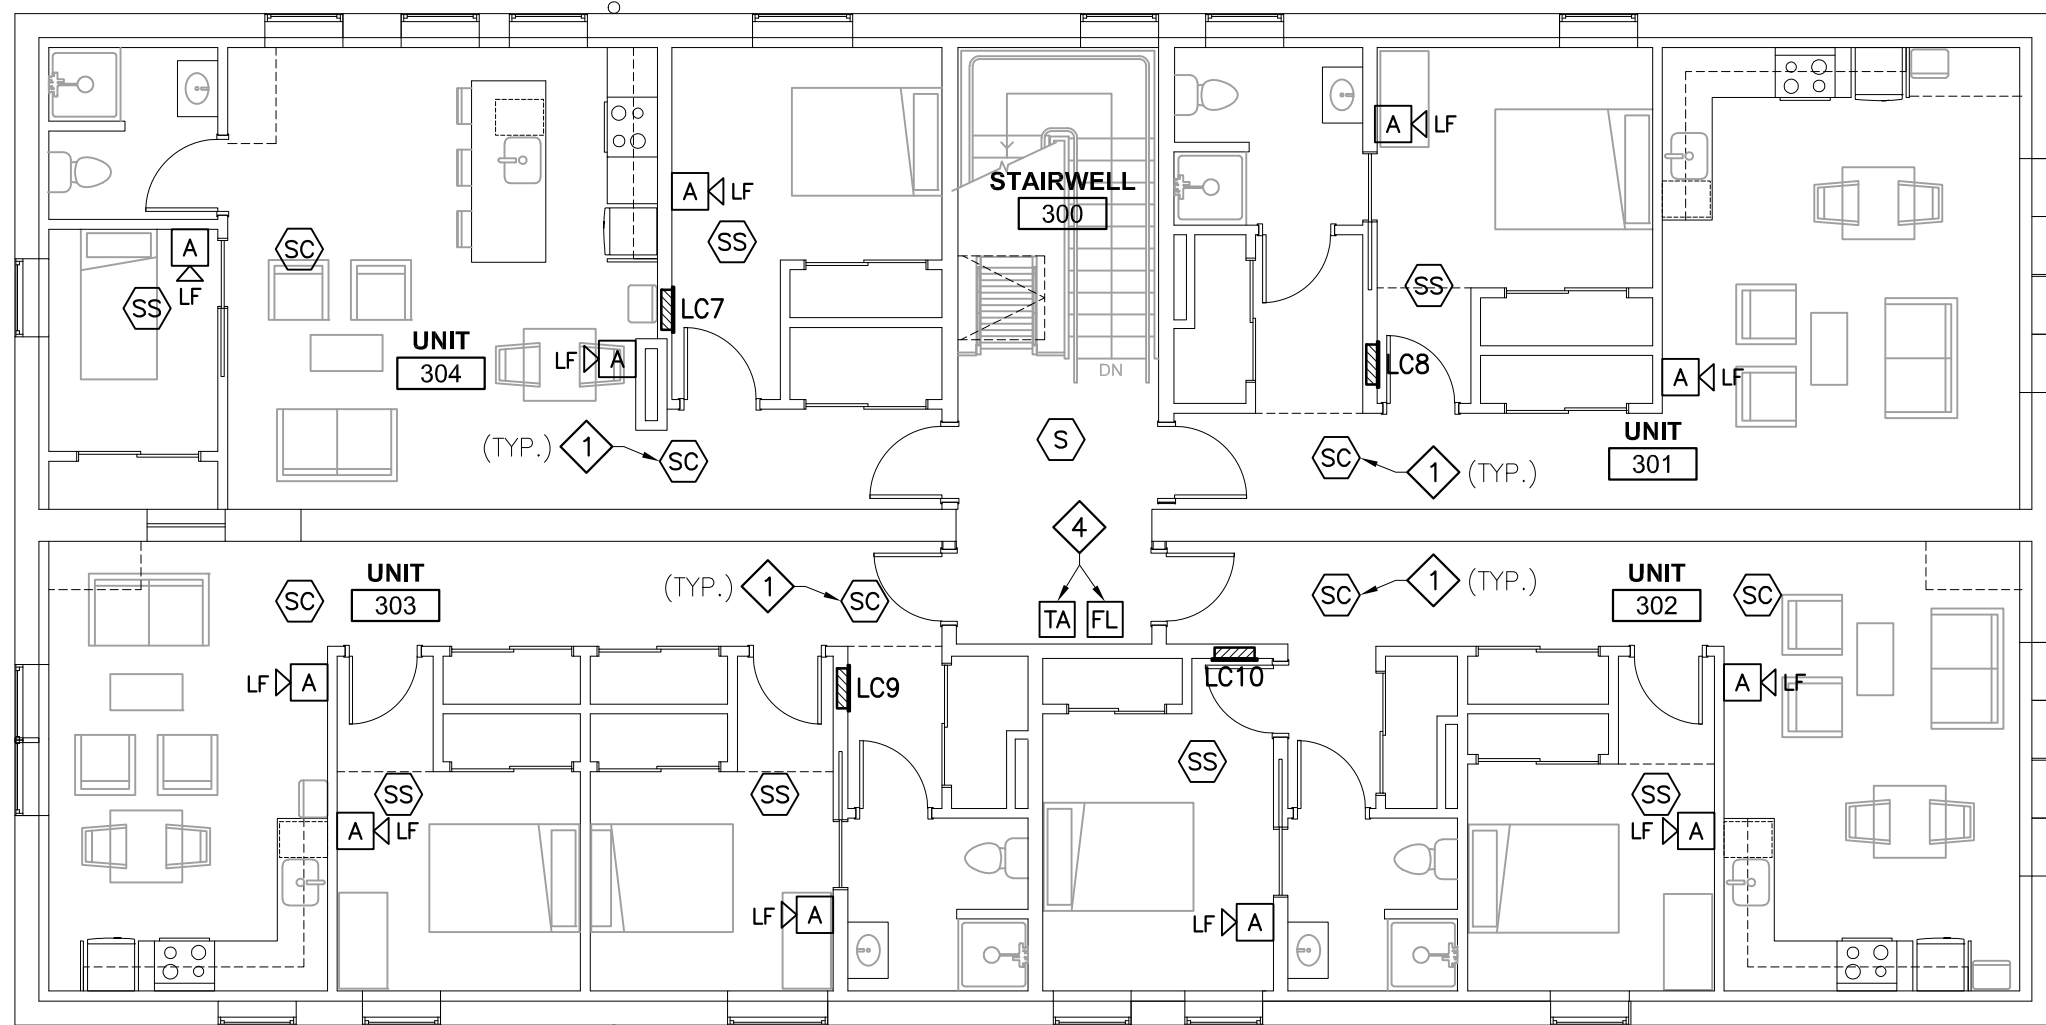 A LF
STAIRWELL
300
A LF
SS
SC
A
LF
SS
SS
LC7
UNIT
304
LF A
DN
LC8
A LF
(TYP.) 1
SC
S
SC
1 (TYP.)
UNIT
301
4
TA FL
SC
UNIT
303
(TYP.) 1
SC
SC
1 (TYP.)
UNIT
302
SC
LF A
LC9
LC10
A LF
SS
SS
SS
SS
A LF
LF A
LF A
LF A